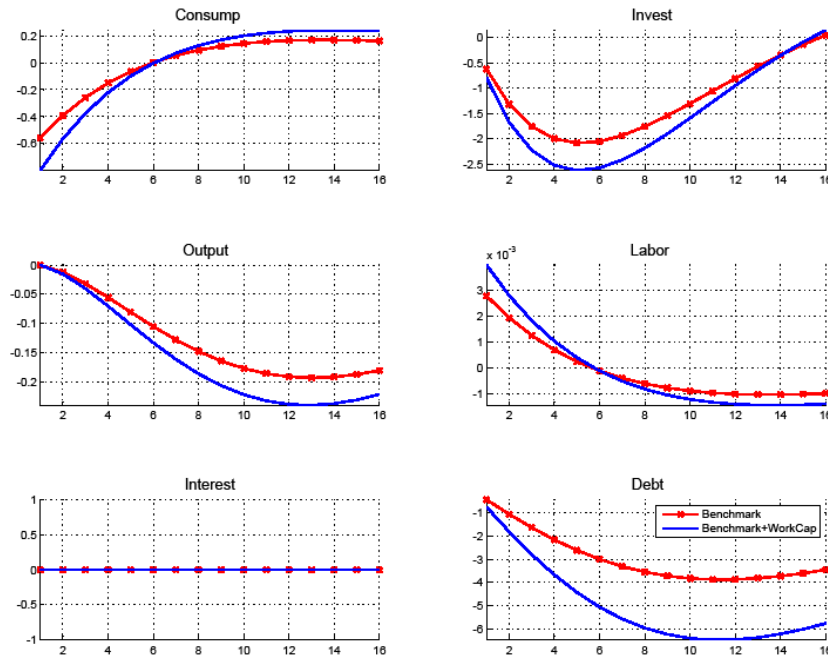 Consump
0.2
0
-0.2
-0.4
-0.6
2 4 6 8 10 12 14 16
Invest
0
-0.5
-1
-1.5
-2
-2.5
2 4 6 8 10 12 14 16
Output
0
-0.05
-0.1
-0.15
-0.2
2 4 6 8 10 12 14 16
Labor
x 10⁻³
3
2
1
0
-1
2 4 6 8 10 12 14 16
Interest
1
0.5
0
-0.5
-1
2 4 6 8 10 12 14 16
Debt
-1
-2
-3
-4
-5
-6
2 4 6 8 10 12 14 16
Benchmark
Benchmark+WorkCap